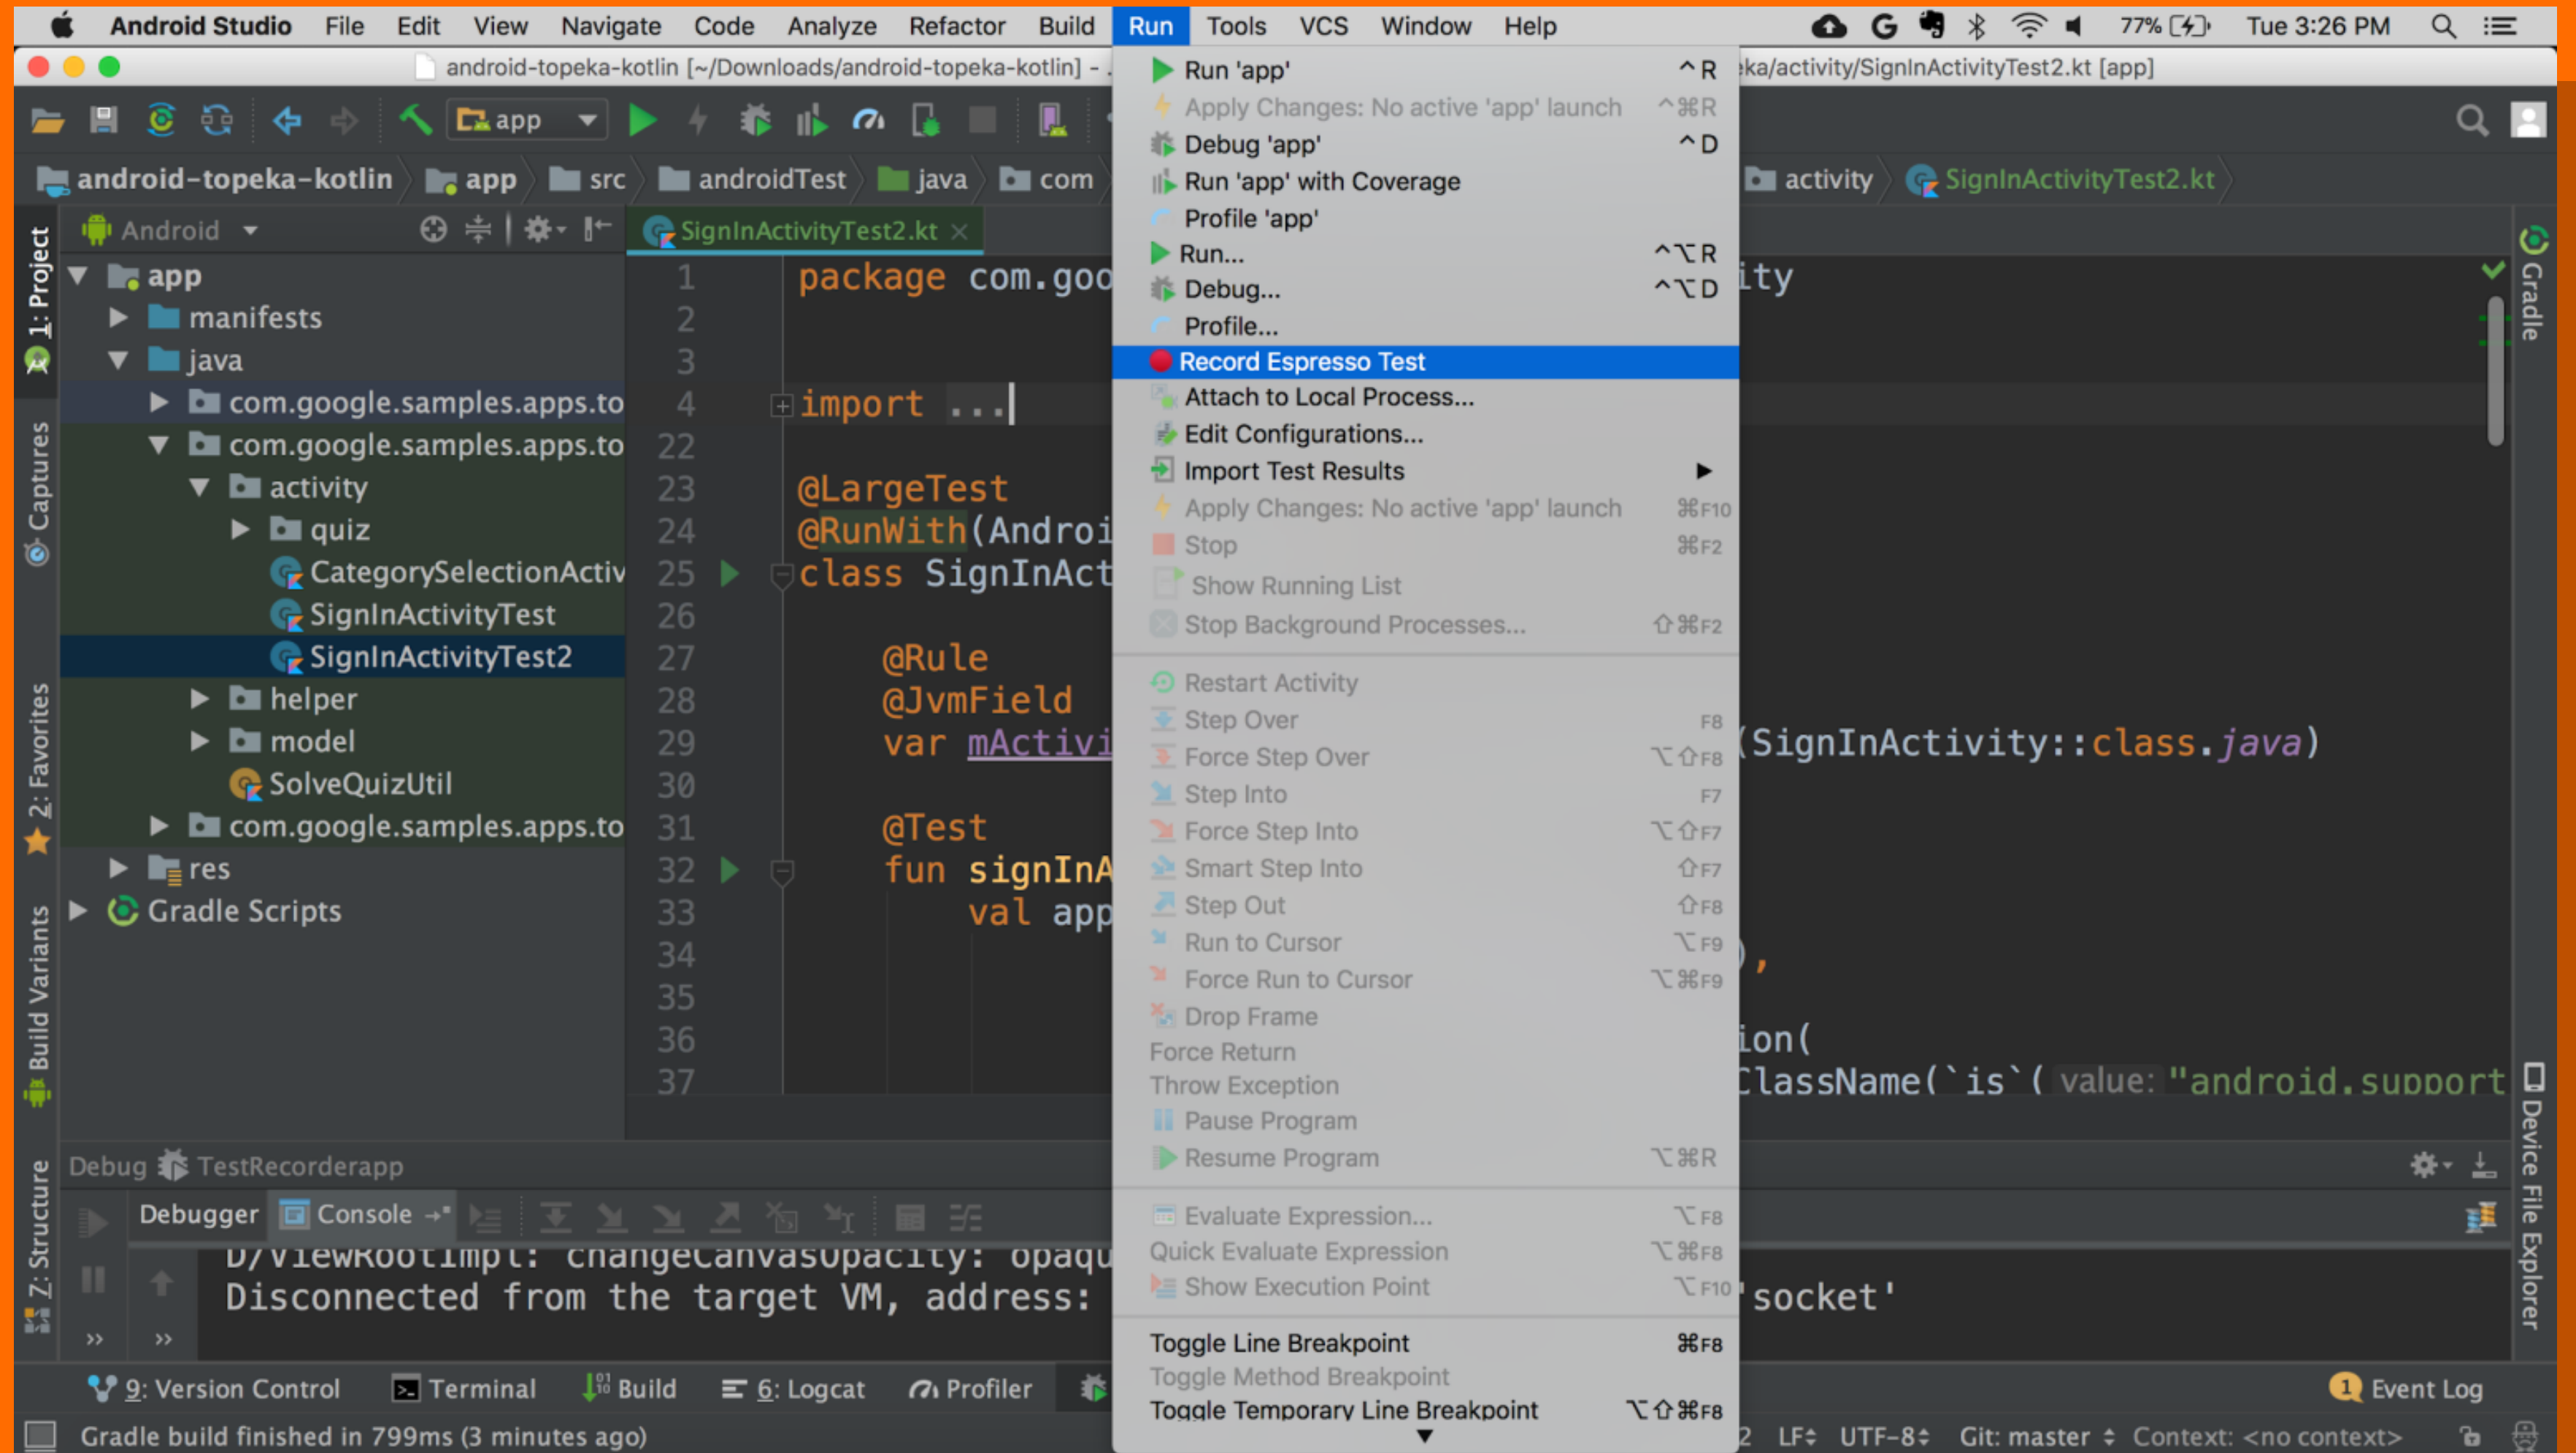 Android Studio File Edit View Navigate Code Analyze Refactor Build Run Tools VCS Window Help 77% Tue 3:26 PM
android-topeka-kotlin [~/Downloads/android-topeka-kotlin] - . ka/activity/SignInActivityTest2.kt [app]
app
android-topeka-kotlin app src androidTest java com activity SignInActivityTest2.kt
Android
SignInActivityTest2.kt
1: Project
Captures
2: Favorites
Build Variants
Z: Structure
app
manifests
java
com.google.samples.apps.to
com.google.samples.apps.to
activity
quiz
CategorySelectionActiv
SignInActivityTest
SignInActivityTest2
helper
model
SolveQuizUtil
com.google.samples.apps.to
res
Gradle Scripts
1 package com.goo ity
2
3
4 import ...
22
23 @LargeTest
24 @RunWith(Androi
25 class SignInAct
26
27 @Rule
28 @JvmField
29 var mActivi (SignInActivity::class.java)
30
31 @Test
32 fun signInA
33 val app
34 ),
35
36 ion(
37 ClassName(`is`( value: "android.support
Run 'app' ^R
Apply Changes: No active 'app' launch ^⌘R
Debug 'app' ^D
Run 'app' with Coverage
Profile 'app'
Run... ^⌥R
Debug... ^⌥D
Profile...
Record Espresso Test
Attach to Local Process...
Edit Configurations...
Import Test Results
Apply Changes: No active 'app' launch ⌘F10
Stop ⌘F2
Show Running List
Stop Background Processes... ⇧⌘F2
Restart Activity
Step Over F8
Force Step Over ⌥⇧F8
Step Into F7
Force Step Into ⌥⇧F7
Smart Step Into ⇧F7
Step Out ⇧F8
Run to Cursor ⌥F9
Force Run to Cursor ⌥⌘F9
Drop Frame
Force Return
Throw Exception
Pause Program
Resume Program ⌥⌘R
Evaluate Expression... ⌥F8
Quick Evaluate Expression ⌥⌘F8
Show Execution Point ⌥F10
Toggle Line Breakpoint ⌘F8
Toggle Method Breakpoint
Toggle Temporary Line Breakpoint ⌥⇧⌘F8
Gradle
Device File Explorer
Debug TestRecorderapp
Debugger Console
D/ViewRootImpl: changeCanvasOpacity: opaqu
Disconnected from the target VM, address: 'socket'
9: Version Control Terminal Build 6: Logcat Profiler 1 Event Log
Gradle build finished in 799ms (3 minutes ago) 2 LF UTF-8 Git: master Context: <no context>